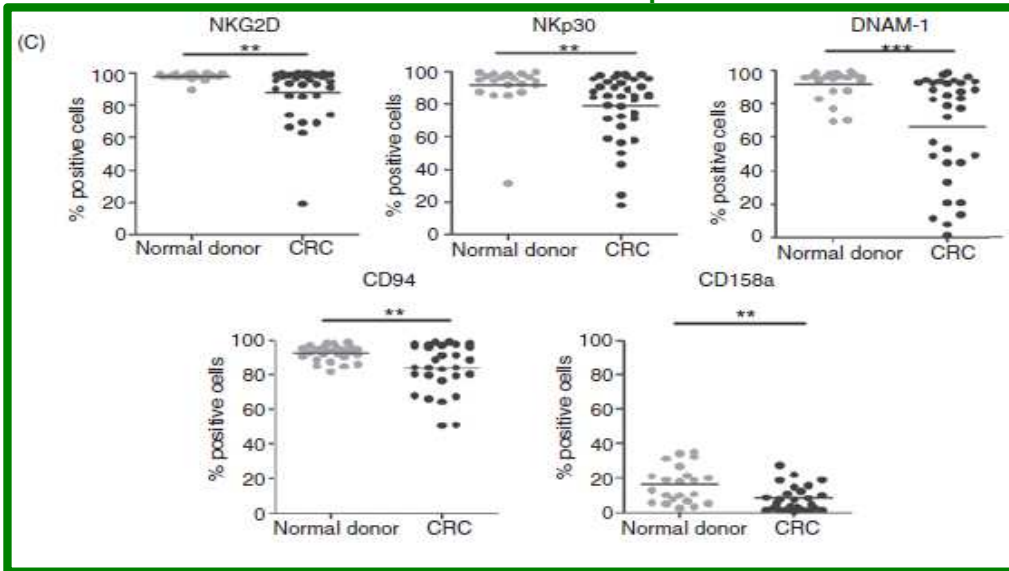 (C)
NKG2D
**
% positive cells
100
80
60
40
20
0
Normal donor
CRC
NKp30
**
% positive cells
100
80
60
40
20
0
Normal donor
CRC
DNAM-1
***
% positive cells
100
80
60
40
20
0
Normal donor
CRC
CD94
**
% positive cells
100
80
60
40
20
0
Normal donor
CRC
CD158a
**
% positive cells
100
80
60
40
20
0
Normal donor
CRC